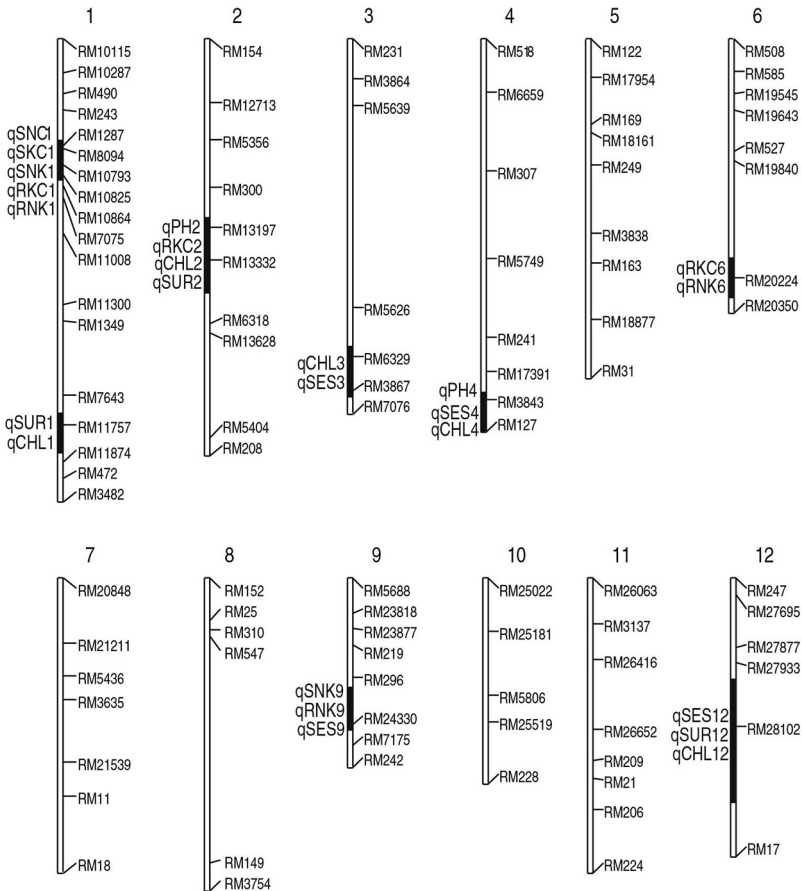 1
RM10115
RM10287
RM490
RM243
qSNC1
RM1287
qSKC1
RM8094
qSNK1
RM10793
qRKC1
RM10825
qRNK1
RM10864
RM7075
RM11008
RM11300
RM1349
RM7643
qSUR1
RM11757
qCHL1
RM11874
RM472
RM3482
2
RM154
RM12713
RM5356
RM300
qPH2
RM13197
qRKC2
qCHL2
RM13332
qSUR2
RM6318
RM13628
RM5404
RM208
3
RM231
RM3864
RM5639
RM5626
qCHL3
RM6329
qSES3
RM3867
RM7076
4
RM518
RM6659
RM307
RM5749
RM241
RM17391
qPH4
RM3843
qSES4
RM127
qCHL4
5
RM122
RM17954
RM169
RM18161
RM249
RM3838
RM163
RM18877
RM31
6
RM508
RM585
RM19545
RM19643
RM527
RM19840
qRKC6
RM20224
qRNK6
RM20350
7
RM20848
RM21211
RM5436
RM3635
RM21539
RM11
RM18
8
RM152
RM25
RM310
RM547
RM149
RM3754
9
RM5688
RM23818
RM23877
RM219
RM296
qSNK9
qRNK9
RM24330
qSES9
RM7175
RM242
10
RM25022
RM25181
RM5806
RM25519
RM228
11
RM26063
RM3137
RM26416
RM26652
RM209
RM21
RM206
RM224
12
RM247
RM27695
RM27877
RM27933
qSES12
RM28102
qSUR12
qCHL12
RM17